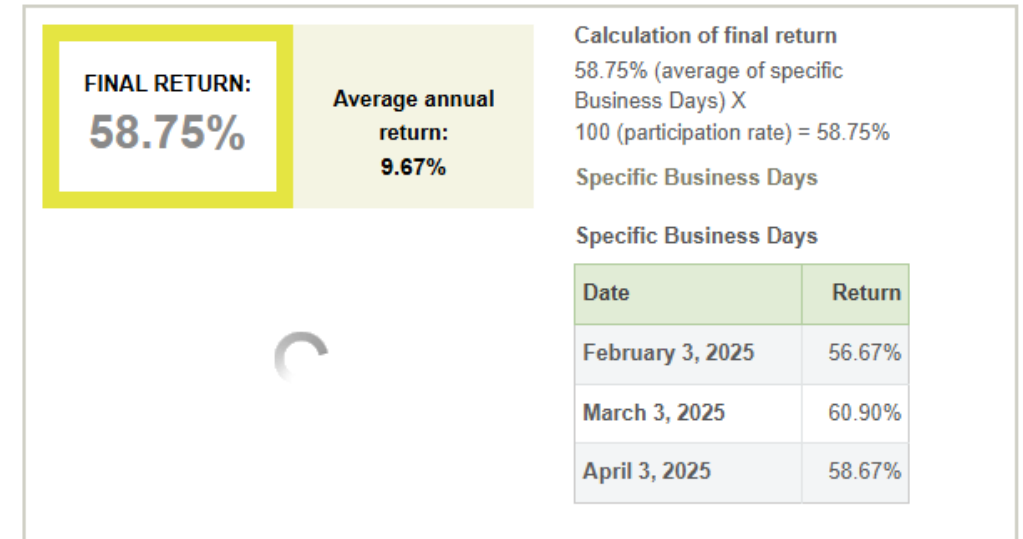 FINAL RETURN:
58.75%
Average annual
return:
9.67%
Calculation of final return
58.75% (average of specific
Business Days) X
100 (participation rate) = 58.75%
Specific Business Days
Specific Business Days
Date Return
February 3, 2025 56.67%
March 3, 2025 60.90%
April 3, 2025 58.67%